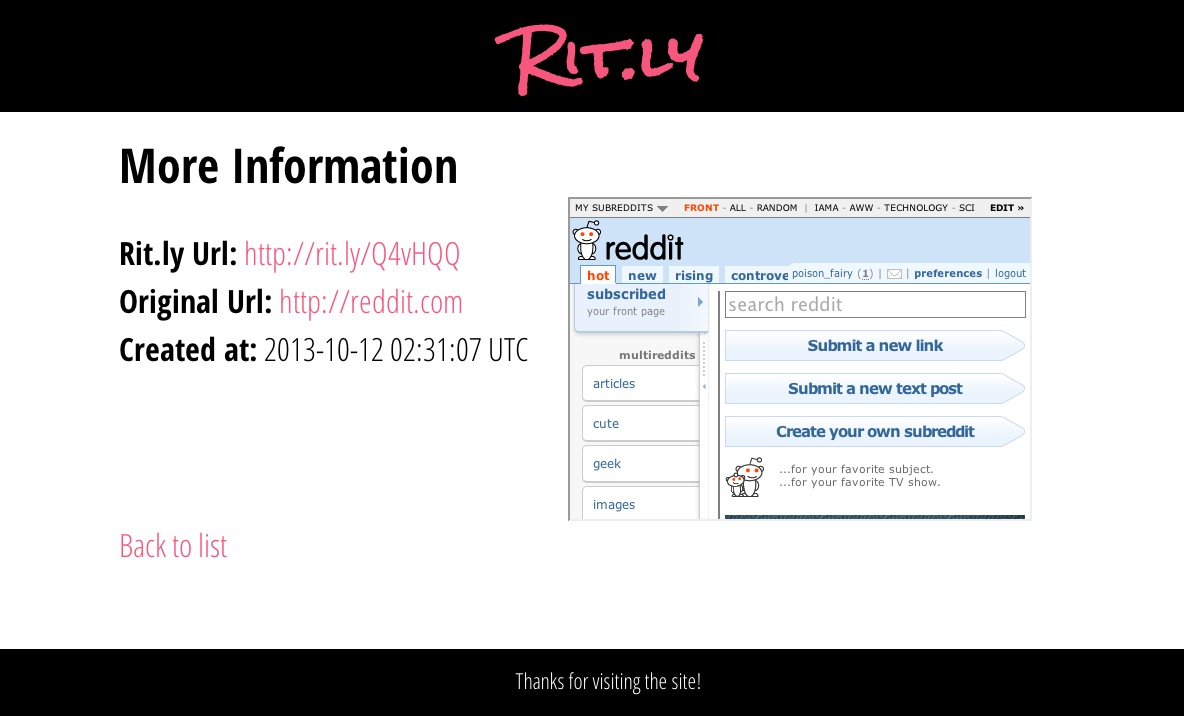 Rit.ly
More Information
Rit.ly Url: http://rit.ly/Q4vHQQ
Original Url: http://reddit.com
Created at: 2013-10-12 02:31:07 UTC
Back to list
MY SUBREDDITS FRONT - ALL - RANDOM | IAMA - AWW - TECHNOLOGY - SCI EDIT »
reddit
hot new rising controve poison_fairy (1) | | preferences | logout
subscribed
your front page
multireddits
articles
cute
geek
images
search reddit
Submit a new link
Submit a new text post
Create your own subreddit
...for your favorite subject.
...for your favorite TV show.
Thanks for visiting the site!